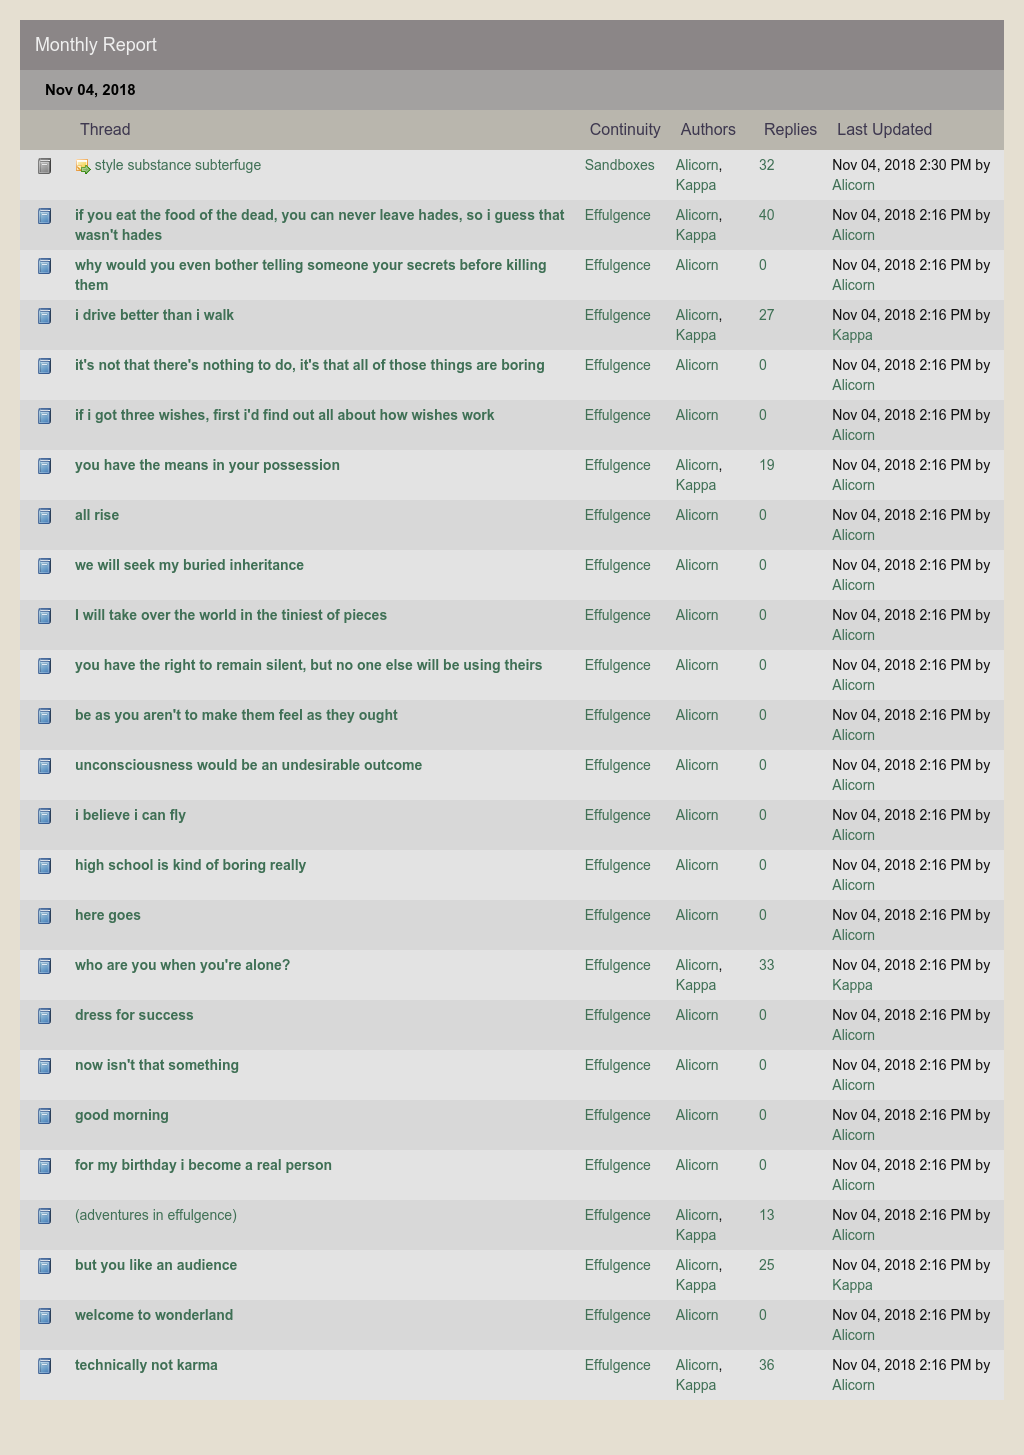 Monthly Report
Nov 04, 2018
Thread Continuity Authors Replies Last Updated
style substance subterfuge Sandboxes Alicorn, 32 Nov 04, 2018 2:30 PM by
Kappa Alicorn
if you eat the food of the dead, you can never leave hades, so i guess that Effulgence Alicorn, 40 Nov 04, 2018 2:16 PM by
wasn't hades Kappa Alicorn
why would you even bother telling someone your secrets before killing Effulgence Alicorn 0 Nov 04, 2018 2:16 PM by
them Alicorn
i drive better than i walk Effulgence Alicorn, 27 Nov 04, 2018 2:16 PM by
Kappa Kappa
it's not that there's nothing to do, it's that all of those things are boring Effulgence Alicorn 0 Nov 04, 2018 2:16 PM by
Alicorn
if i got three wishes, first i'd find out all about how wishes work Effulgence Alicorn 0 Nov 04, 2018 2:16 PM by
Alicorn
you have the means in your possession Effulgence Alicorn, 19 Nov 04, 2018 2:16 PM by
Kappa Alicorn
all rise Effulgence Alicorn 0 Nov 04, 2018 2:16 PM by
Alicorn
we will seek my buried inheritance Effulgence Alicorn 0 Nov 04, 2018 2:16 PM by
Alicorn
I will take over the world in the tiniest of pieces Effulgence Alicorn 0 Nov 04, 2018 2:16 PM by
Alicorn
you have the right to remain silent, but no one else will be using theirs Effulgence Alicorn 0 Nov 04, 2018 2:16 PM by
Alicorn
be as you aren't to make them feel as they ought Effulgence Alicorn 0 Nov 04, 2018 2:16 PM by
Alicorn
unconsciousness would be an undesirable outcome Effulgence Alicorn 0 Nov 04, 2018 2:16 PM by
Alicorn
i believe i can fly Effulgence Alicorn 0 Nov 04, 2018 2:16 PM by
Alicorn
high school is kind of boring really Effulgence Alicorn 0 Nov 04, 2018 2:16 PM by
Alicorn
here goes Effulgence Alicorn 0 Nov 04, 2018 2:16 PM by
Alicorn
who are you when you're alone? Effulgence Alicorn, 33 Nov 04, 2018 2:16 PM by
Kappa Kappa
dress for success Effulgence Alicorn 0 Nov 04, 2018 2:16 PM by
Alicorn
now isn't that something Effulgence Alicorn 0 Nov 04, 2018 2:16 PM by
Alicorn
good morning Effulgence Alicorn 0 Nov 04, 2018 2:16 PM by
Alicorn
for my birthday i become a real person Effulgence Alicorn 0 Nov 04, 2018 2:16 PM by
Alicorn
(adventures in effulgence) Effulgence Alicorn, 13 Nov 04, 2018 2:16 PM by
Kappa Alicorn
but you like an audience Effulgence Alicorn, 25 Nov 04, 2018 2:16 PM by
Kappa Kappa
welcome to wonderland Effulgence Alicorn 0 Nov 04, 2018 2:16 PM by
Alicorn
technically not karma Effulgence Alicorn, 36 Nov 04, 2018 2:16 PM by
Kappa Alicorn